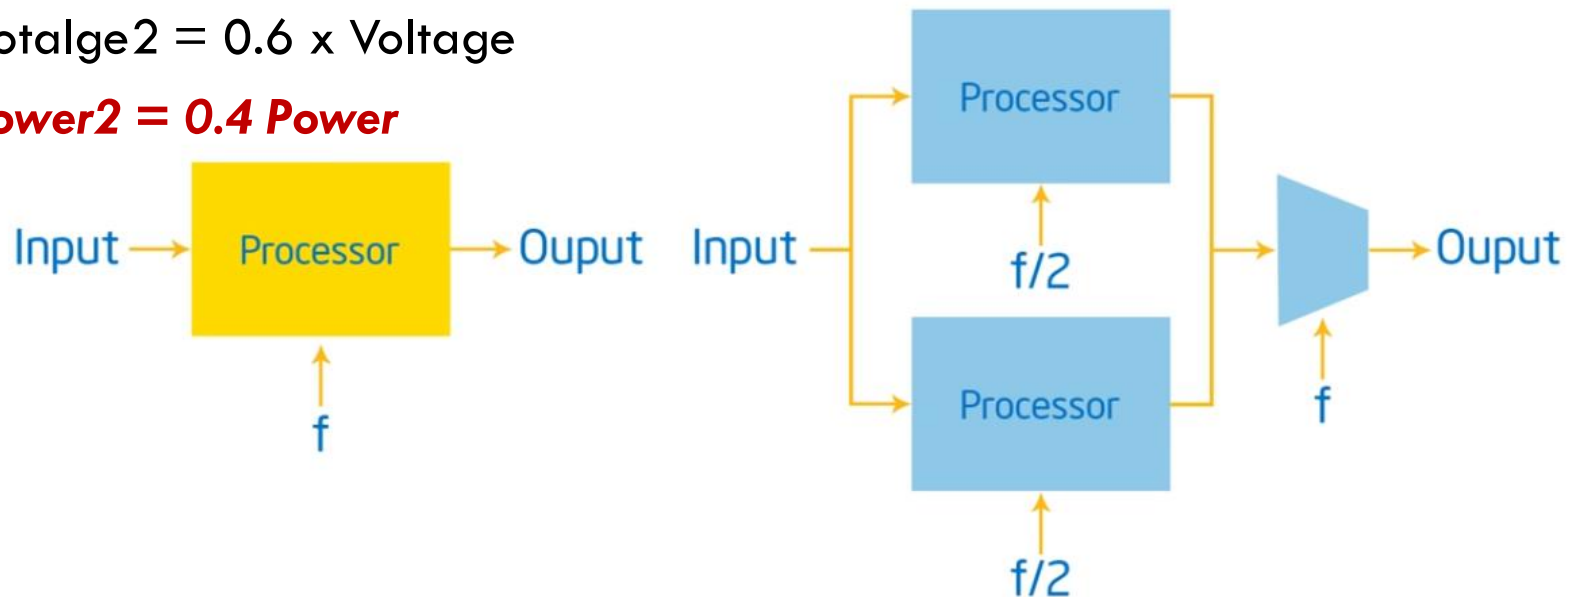 otalge2 = 0.6 x Voltage
ower2 = 0.4 Power
Input
Processor
Ouput
f
Input
Processor
f/2
Processor
f/2
f
Ouput